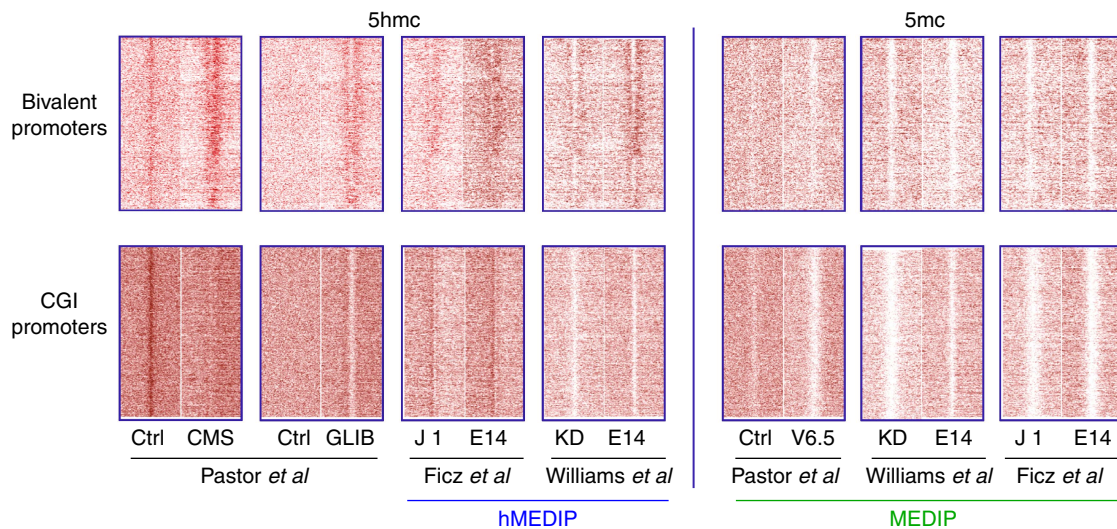 5hmc 5mc
Bivalent
promoters
CGI
promoters
Ctrl CMS Ctrl GLIB J 1 E14 KD E14 Ctrl V6.5 KD E14 J 1 E14
Pastor et al Ficz et al Williams et al Pastor et al Williams et al Ficz et al
hMEDIP MEDIP